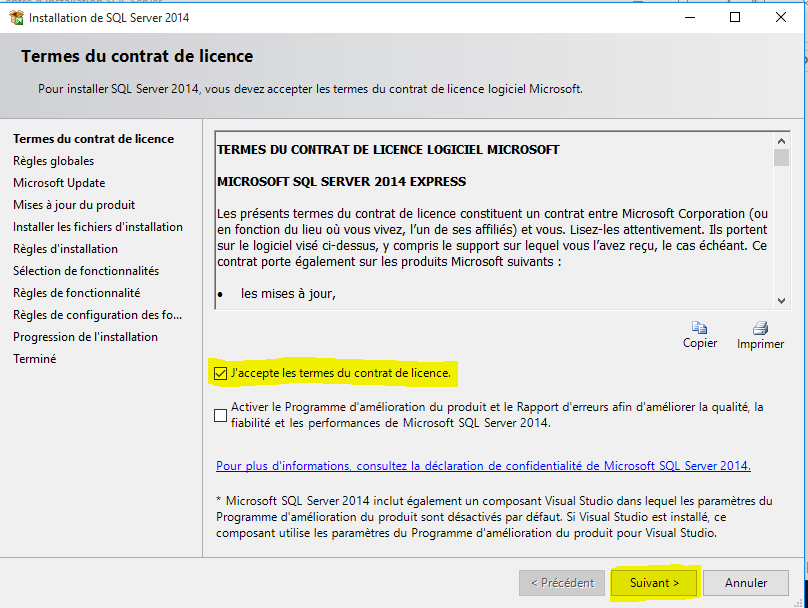 Installation de SQL Server 2014
Termes du contrat de licence
Pour installer SQL Server 2014, vous devez accepter les termes du contrat de licence logiciel Microsoft.
Termes du contrat de licence
Règles globales
Microsoft Update
Mises à jour du produit
Installer les fichiers d'installation
Règles d'installation
Sélection de fonctionnalités
Règles de fonctionnalité
Règles de configuration des fo...
Progression de l'installation
Terminé
TERMES DU CONTRAT DE LICENCE LOGICIEL MICROSOFT
MICROSOFT SQL SERVER 2014 EXPRESS
Les présents termes du contrat de licence constituent un contrat entre Microsoft Corporation (ou
en fonction du lieu où vous vivez, l'un de ses affiliés) et vous. Lisez-les attentivement. Ils portent
sur le logiciel visé ci-dessus, y compris le support sur lequel vous l'avez reçu, le cas échéant. Ce
contrat porte également sur les produits Microsoft suivants :
• les mises à jour,
Copier
Imprimer
J'accepte les termes du contrat de licence.
Activer le Programme d'amélioration du produit et le Rapport d'erreurs afin d'améliorer la qualité, la
fiabilité et les performances de Microsoft SQL Server 2014.
Pour plus d'informations, consultez la déclaration de confidentialité de Microsoft SQL Server 2014.
* Microsoft SQL Server 2014 inclut également un composant Visual Studio dans lequel les paramètres du
Programme d'amélioration du produit sont désactivés par défaut. Si Visual Studio est installé, ce
composant utilise les paramètres du Programme d'amélioration du produit pour Visual Studio.
< Précédent
Suivant >
Annuler